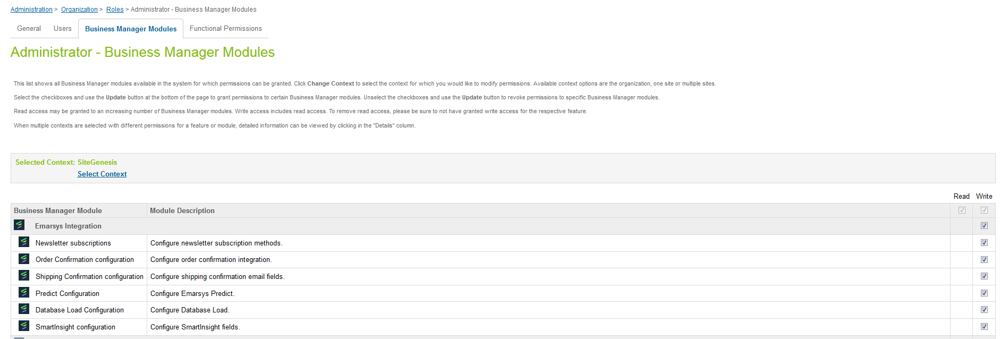 Administration > Organization > Roles > Administrator - Business Manager Modules
General Users Business Manager Modules Functional Permissions
Administrator - Business Manager Modules
This list shows all Business Manager modules available in the system for which permissions can be granted. Click Change Context to select the context for which you would like to modify permissions. Available context options are the organization, one site or multiple sites.
Select the checkboxes and use the Update button at the bottom of the page to grant permissions to certain Business Manager modules. Unselect the checkboxes and use the Update button to revoke permissions to specific Business Manager modules.
Read access may be granted to an increasing number of Business Manager modules. Write access includes read access. To remove read access, please be sure to not have granted write access for the respective feature.
When multiple contexts are selected with different permissions for a feature or module, detailed information can be viewed by clicking in the "Details" column.
Selected Context: SiteGenesis
Select Context
Read Write
Business Manager Module Module Description
Emarsys Integration
Newsletter subscriptions Configure newsletter subscription methods.
Order Confirmation configuration Configure order confirmation integration.
Shipping Confirmation configuration Configure shipping confirmation email fields.
Predict Configuration Configure Emarsys Predict.
Database Load Configuration Configure Database Load.
SmartInsight configuration Configure SmartInsight fields.